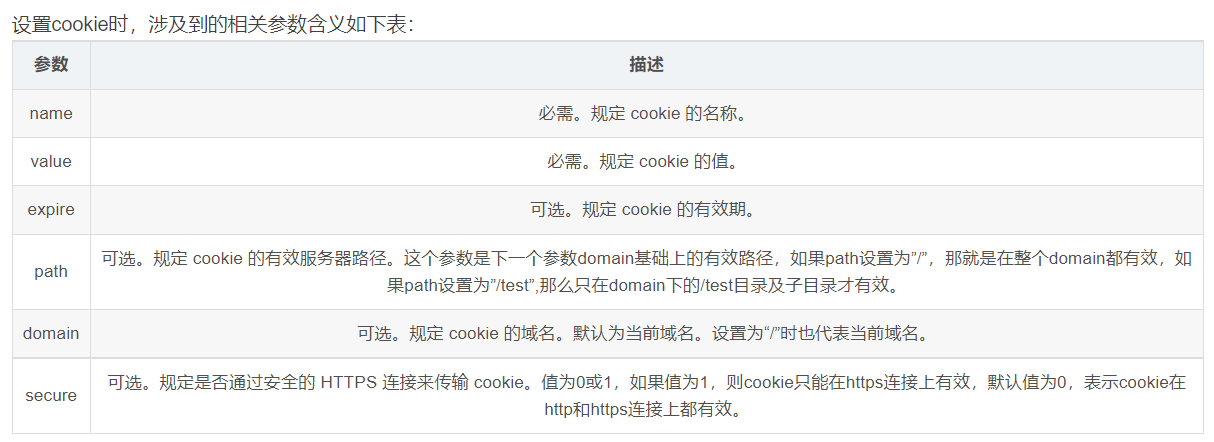 设置cookie时，涉及到的相关参数含义如下表：
参数 描述
name 必需。规定 cookie 的名称。
value 必需。规定 cookie 的值。
expire 可选。规定 cookie 的有效期。
path 可选。规定 cookie 的有效服务器路径。这个参数是下一个参数domain基础上的有效路径，如果path设置为”/”，那就是在整个domain都有效，如
果path设置为”/test”,那么只在domain下的/test目录及子目录才有效。
domain 可选。规定 cookie 的域名。默认为当前域名。设置为“/”时也代表当前域名。
secure 可选。规定是否通过安全的 HTTPS 连接来传输 cookie。值为0或1，如果值为1，则cookie只能在https连接上有效，默认值为0，表示cookie在
http和https连接上都有效。